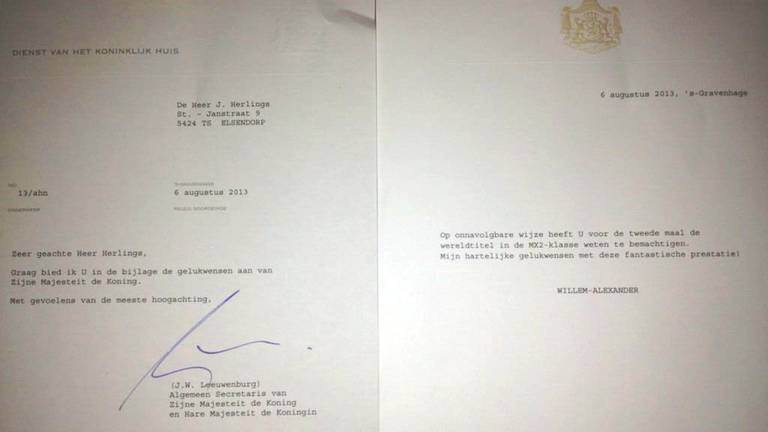 DIENST VAN HET KONINKLIJK HUIS
De Heer J. Herlings
St. - Janstraat 9
5424 TS ELSENDORP
13/ahn
6 augustus 2013
Zeer geachte Heer Herlings,
Graag bied ik U in de bijlage de gelukwensen aan van
Zijne Majesteit de Koning.
Met gevoelens van de meeste hoogachting,
(J.W. Leeuwenburg)
Algemeen Secretaris van
Zijne Majesteit de Koning
en Hare Majesteit de Koningin
6 augustus 2013, 's-Gravenhage
Op onnavolgbare wijze heeft U voor de tweede maal de
wereldtitel in de MX2-klasse weten te bemachtigen.
Mijn hartelijke gelukwensen met deze fantastische prestatie!
WILLEM-ALEXANDER